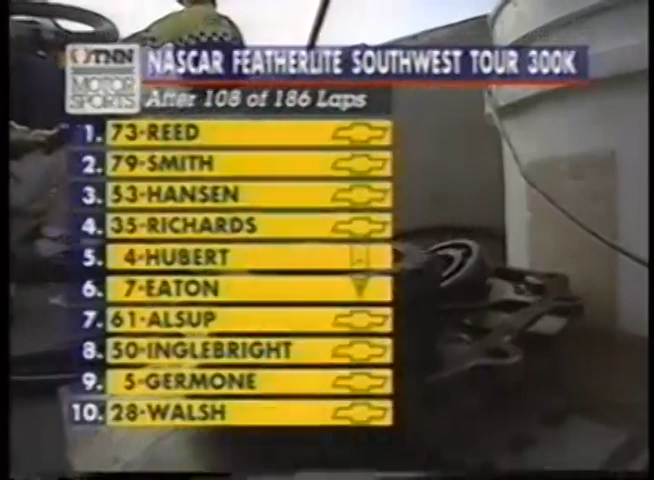 TNN
MOTOR
SPORTS
NASCAR FEATHERLITE SOUTHWEST TOUR 300K
After 108 of 186 Laps
1. 73-REED
2. 79-SMITH
3. 53-HANSEN
4. 35-RICHARDS
5. 4-HUBERT
6. 7-EATON
7. 61-ALSUP
8. 50-INGLEBRIGHT
9. 5-GERMONE
10. 28-WALSH